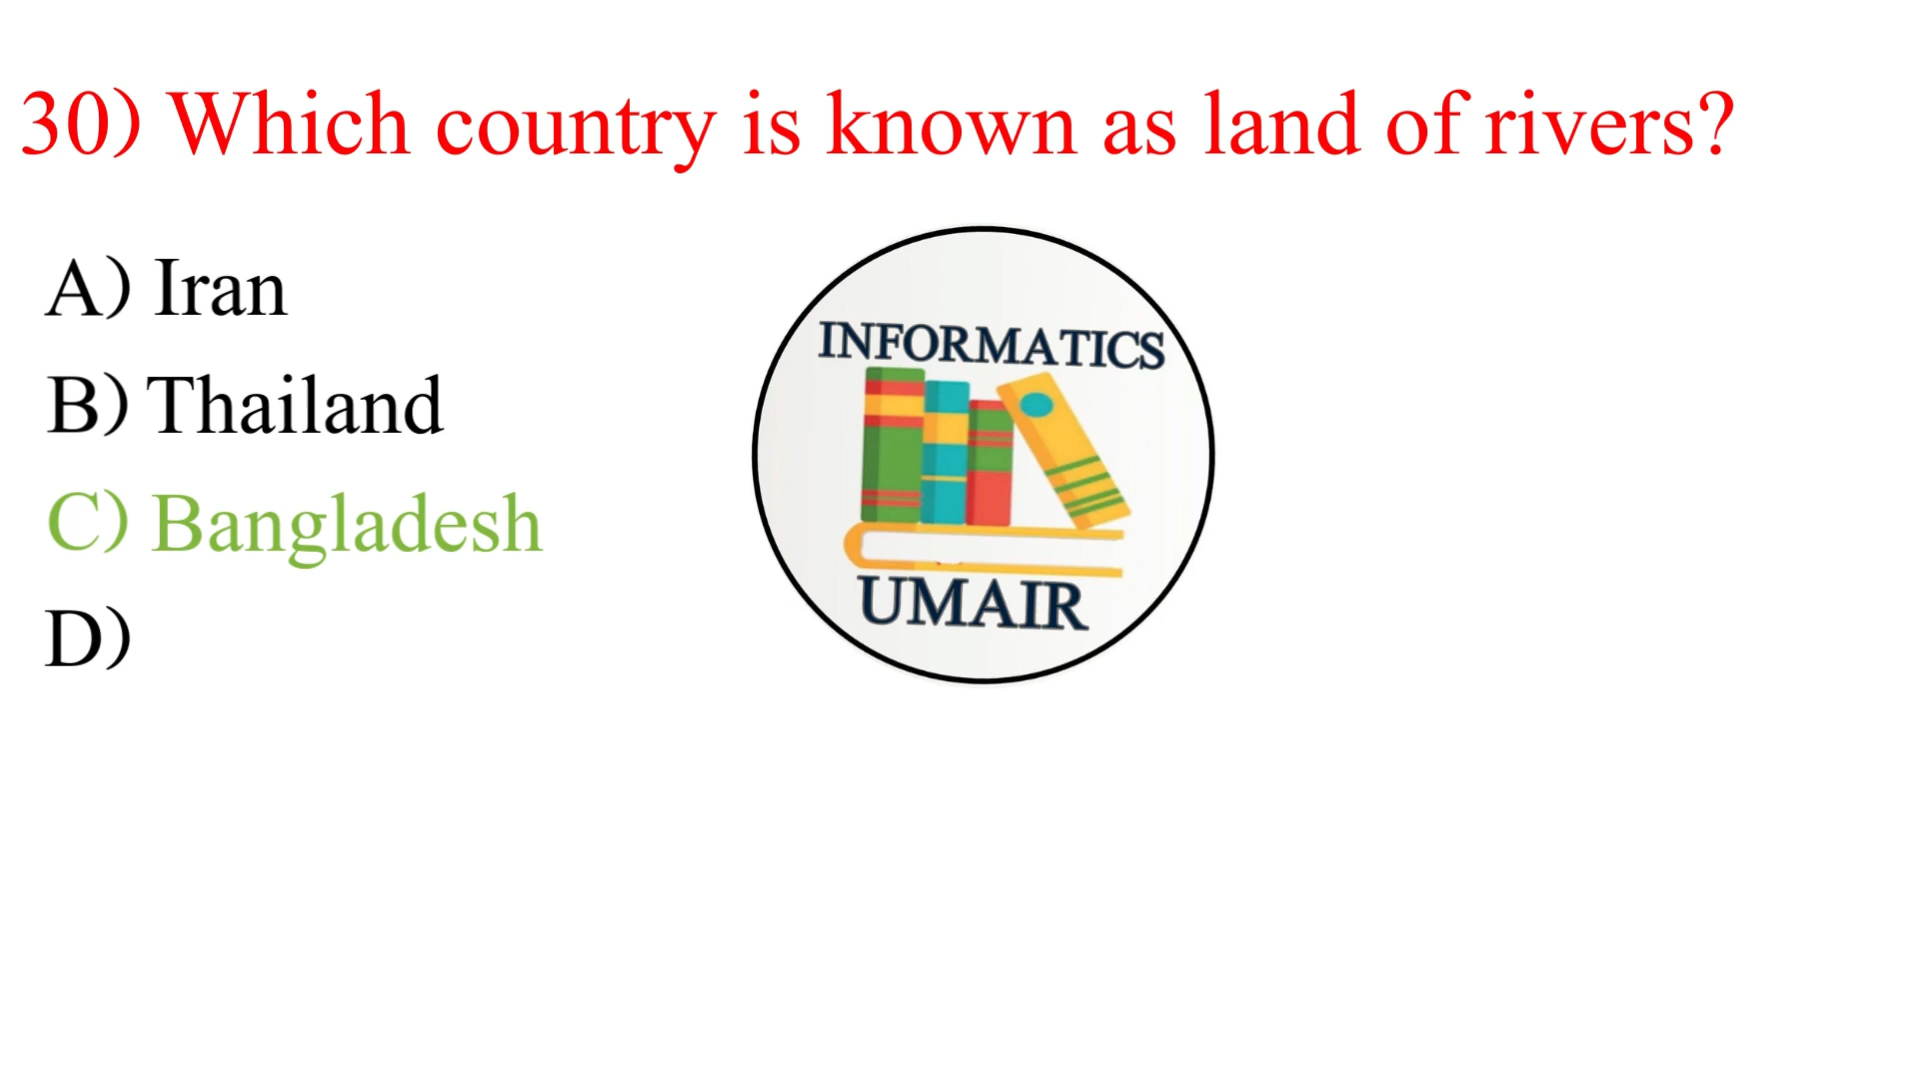 30) Which country is known as land of rivers?
A) Iran
B) Thailand
C) Bangladesh
D)
INFORMATICS
UMAIR